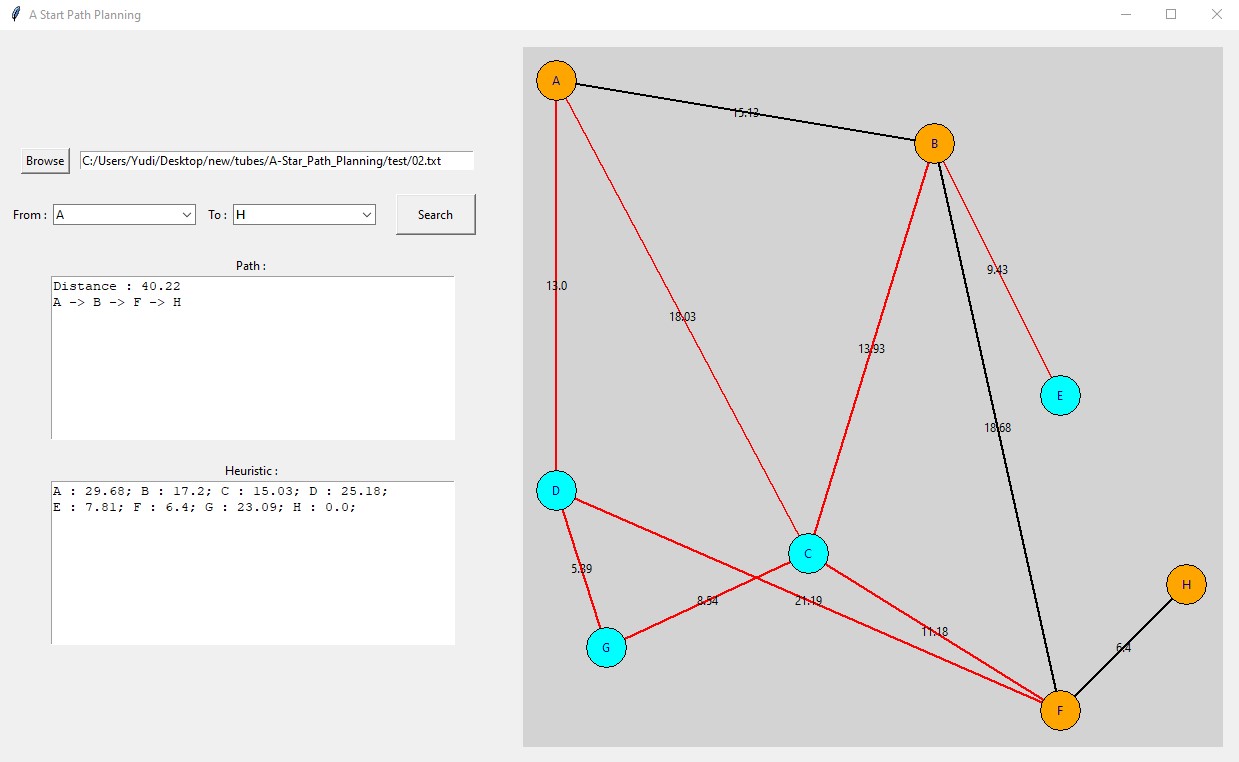 A Start Path Planning
Browse
C:/Users/Yudi/Desktop/new/tubes/A-Star_Path_Planning/test/02.txt
From :
A
To :
H
Search
Path :
Distance : 40.22
A -> B -> F -> H
Heuristic :
A : 29.68; B : 17.2; C : 15.03; D : 25.18;
E : 7.81; F : 6.4; G : 23.09; H : 0.0;
A
15.13
B
9.43
13.0
18.03
13.93
E
18.68
D
C
5.39
H
8.54
21.19
11.18
G
6.4
F